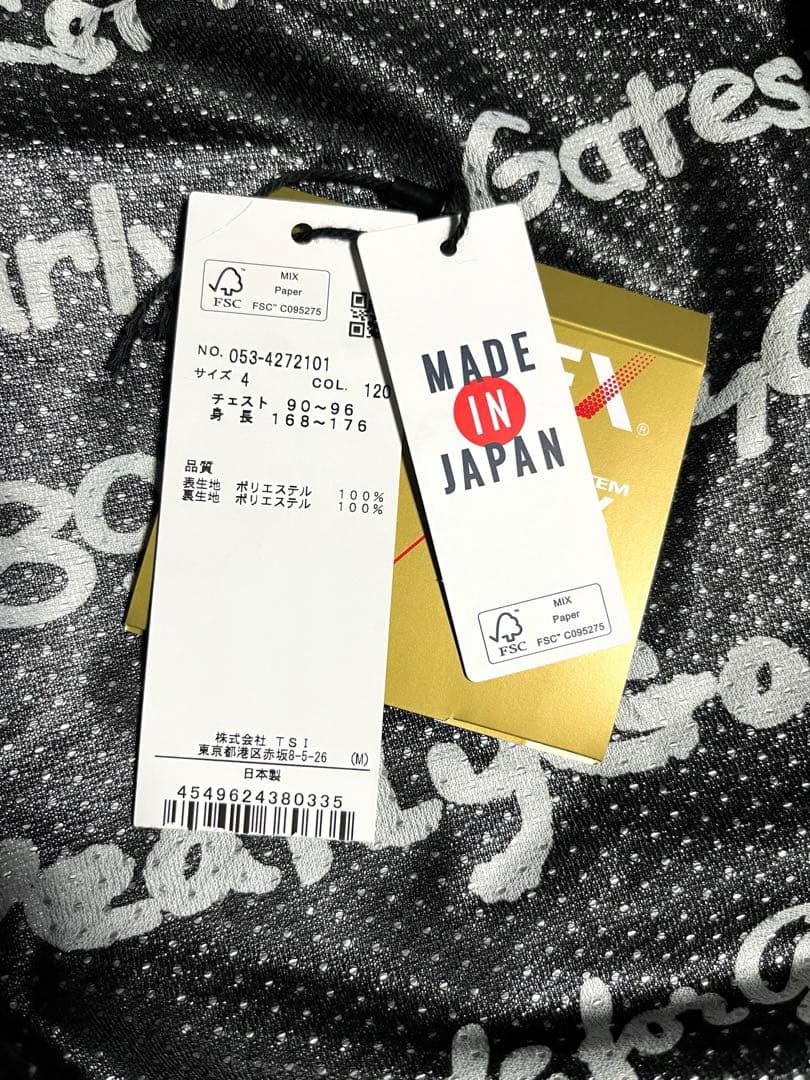 Gates
MIX
Paper
FSC™ C095275
FSC
NO. 053-4272101
サイズ 4 COL. 120
チェスト 90～96
身長 168～176
品質
表生地 ポリエステル 100%
裏生地 ポリエステル 100%
株式会社 TSI
東京都港区赤坂8-5-26 (M)
日本製
4549624380335
MADE
IN
JAPAN
MIX
Paper
FSC™ C095275
FSC
X®
for